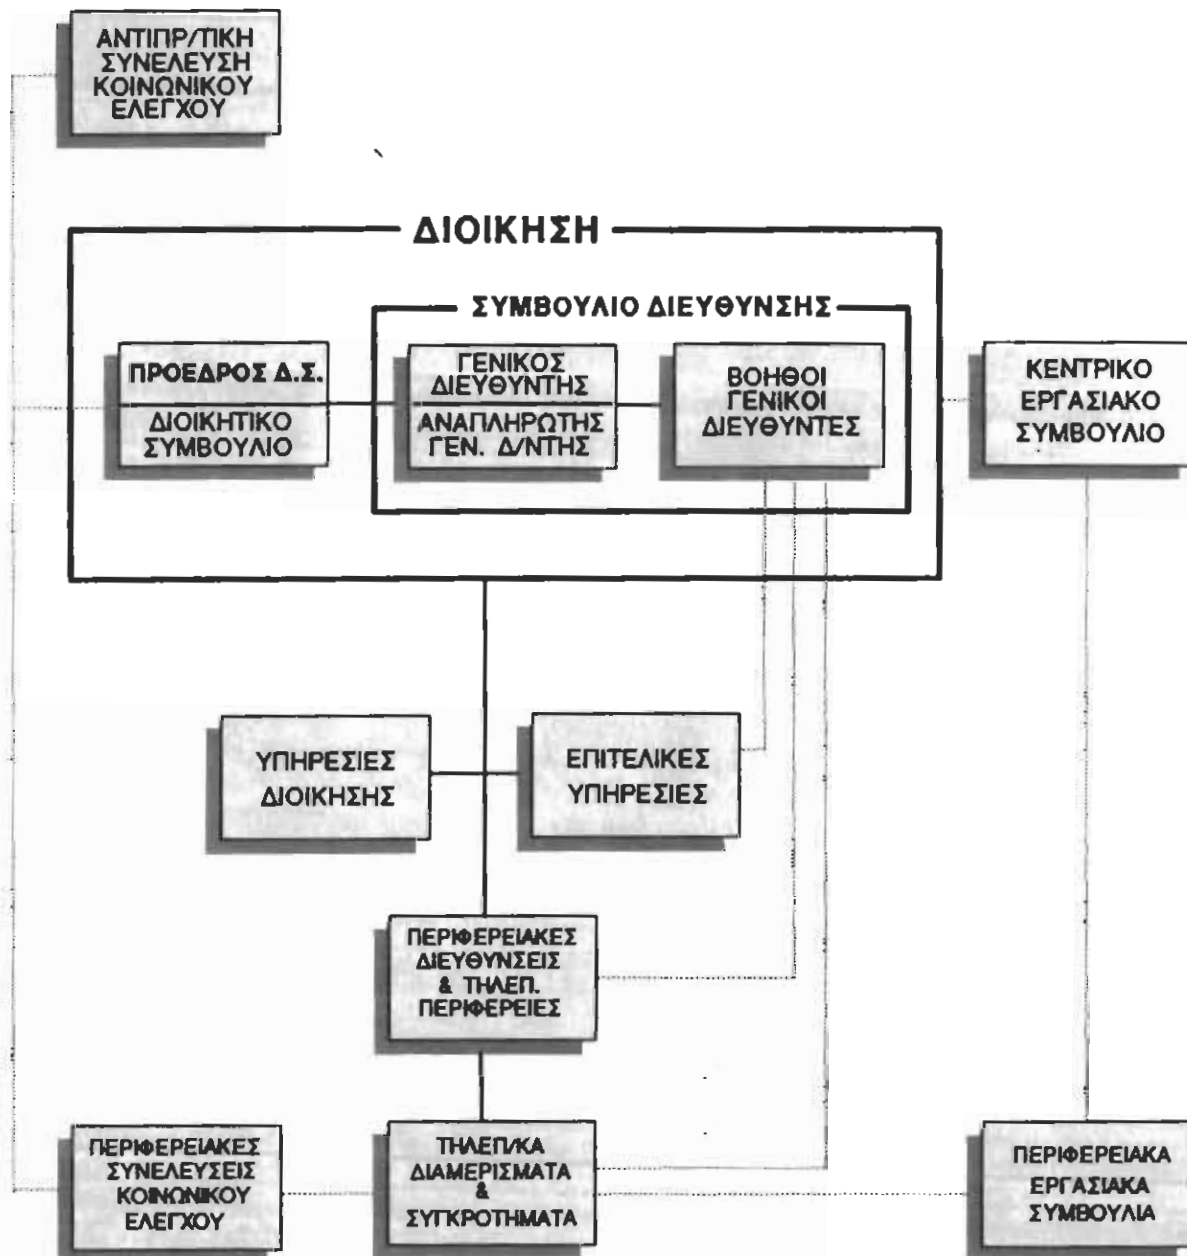 ΑΝΤΙΠΡ/ΤΙΚΗ
ΣΥΝΕΛΕΥΣΗ
ΚΟΙΝΩΝΙΚΟΥ
ΕΛΕΓΧΟΥ
ΔΙΟΙΚΗΣΗ
ΣΥΜΒΟΥΛΙΟ ΔΙΕΥΘΥΝΣΗΣ
ΠΡΟΕΔΡΟΣ Δ.Σ.
ΔΙΟΙΚΗΤΙΚΟ
ΣΥΜΒΟΥΛΙΟ
ΓΕΝΙΚΟΣ
ΔΙΕΥΘΥΝΤΗΣ
ΑΝΑΠΛΗΡΩΤΗΣ
ΓΕΝ. Δ/ΝΤΗΣ
ΒΟΗΘΟΙ
ΓΕΝΙΚΟΙ
ΔΙΕΥΘΥΝΤΕΣ
ΚΕΝΤΡΙΚΟ
ΕΡΓΑΣΙΑΚΟ
ΣΥΜΒΟΥΛΙΟ
ΥΠΗΡΕΣΙΕΣ
ΔΙΟΙΚΗΣΗΣ
ΕΠΙΤΕΛΙΚΕΣ
ΥΠΗΡΕΣΙΕΣ
ΠΕΡΙΦΕΡΕΙΑΚΕΣ
ΔΙΕΥΘΥΝΣΕΙΣ
& ΤΗΛΕΠ.
ΠΕΡΙΦΕΡΕΙΕΣ
ΠΕΡΙΦΕΡΕΙΑΚΕΣ
ΣΥΝΕΛΕΥΣΕΙΣ
ΚΟΙΝΩΝΙΚΟΥ
ΕΛΕΓΧΟΥ
ΤΗΛΕΠ/ΚΑ
ΔΙΑΜΕΡΙΣΜΑΤΑ
&
ΣΥΓΚΡΟΤΗΜΑΤΑ
ΠΕΡΙΦΕΡΕΙΑΚΑ
ΕΡΓΑΣΙΑΚΑ
ΣΥΜΒΟΥΛΙΑ